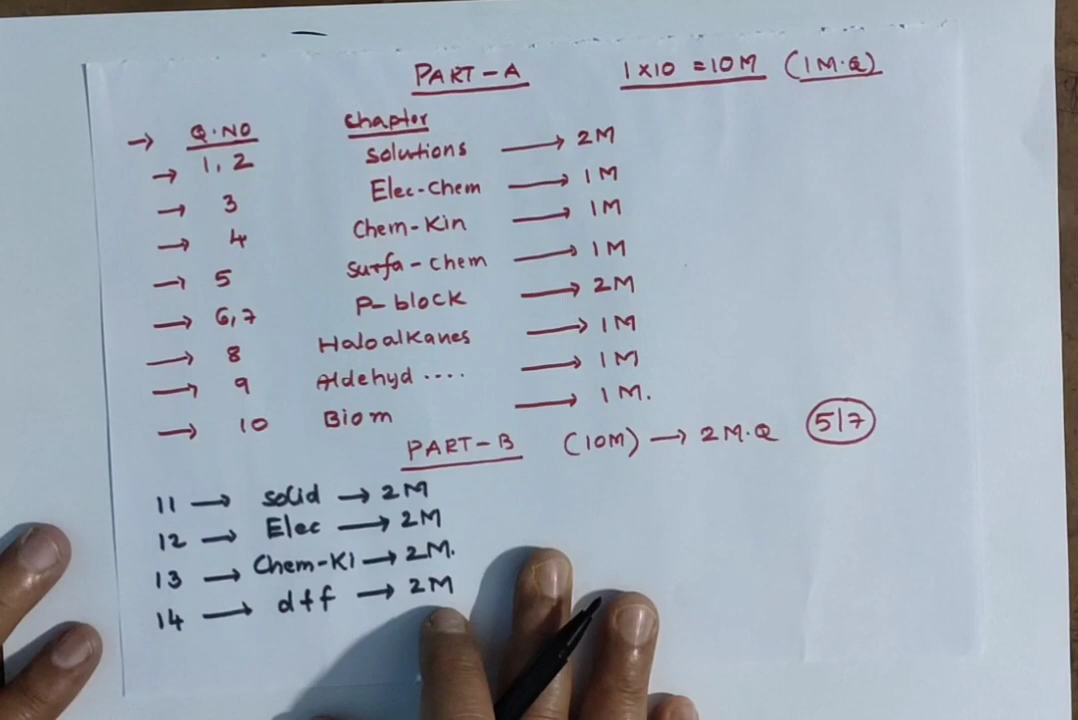 PART-A 1x10 =10M (1M.Q)
→ Q.NO Chapter
→ 1,2 Solutions → 2M
→ 3 Elec-Chem → 1M
→ 4 Chem-Kin → 1M
→ 5 Surfa-Chem → 1M
→ 6,7 P-block → 2M
→ 8 Haloalkanes → 1M
→ 9 Aldehyd .... → 1M
→ 10 Biom → 1M.
PART-B (10M) → 2M.Q 5/7
11 → Solid → 2M
12 → Elec → 2M
13 → Chem-Ki → 2M.
14 → d+f → 2M